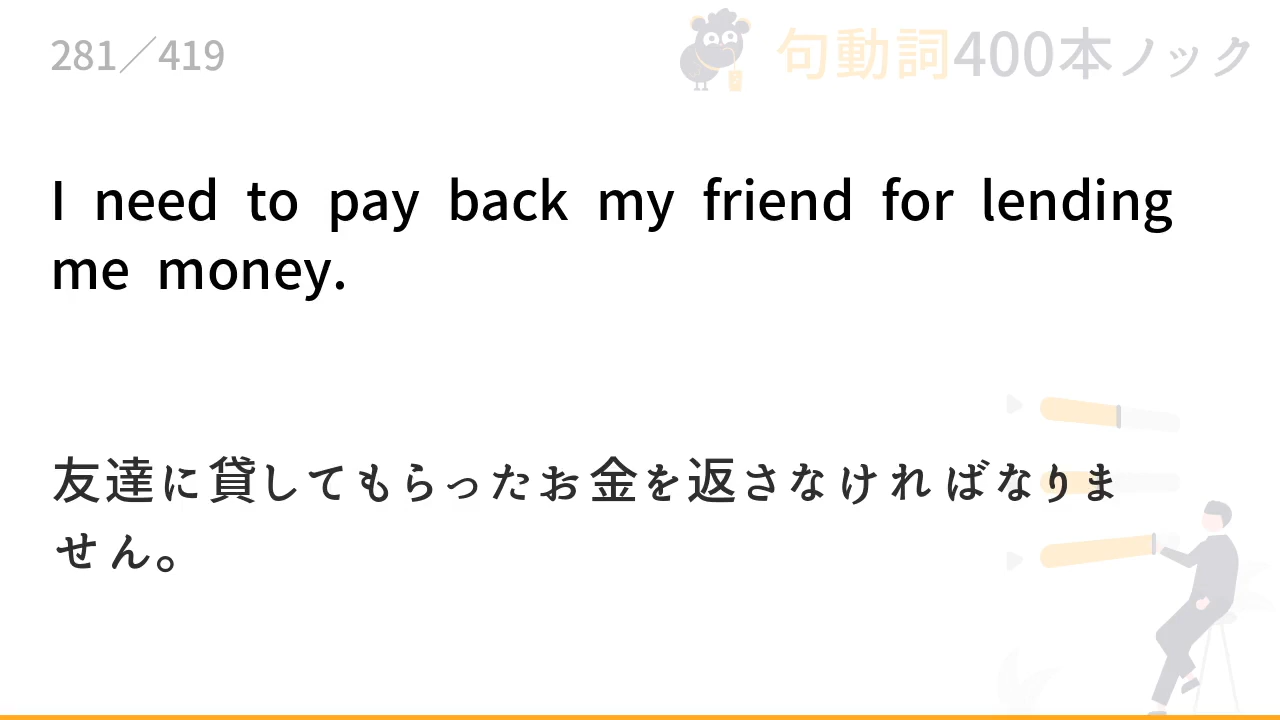 281／419
句動詞400本ノック
I need to pay back my friend for lending
me money.
友達に貸してもらったお金を返さなければなりま
せん。